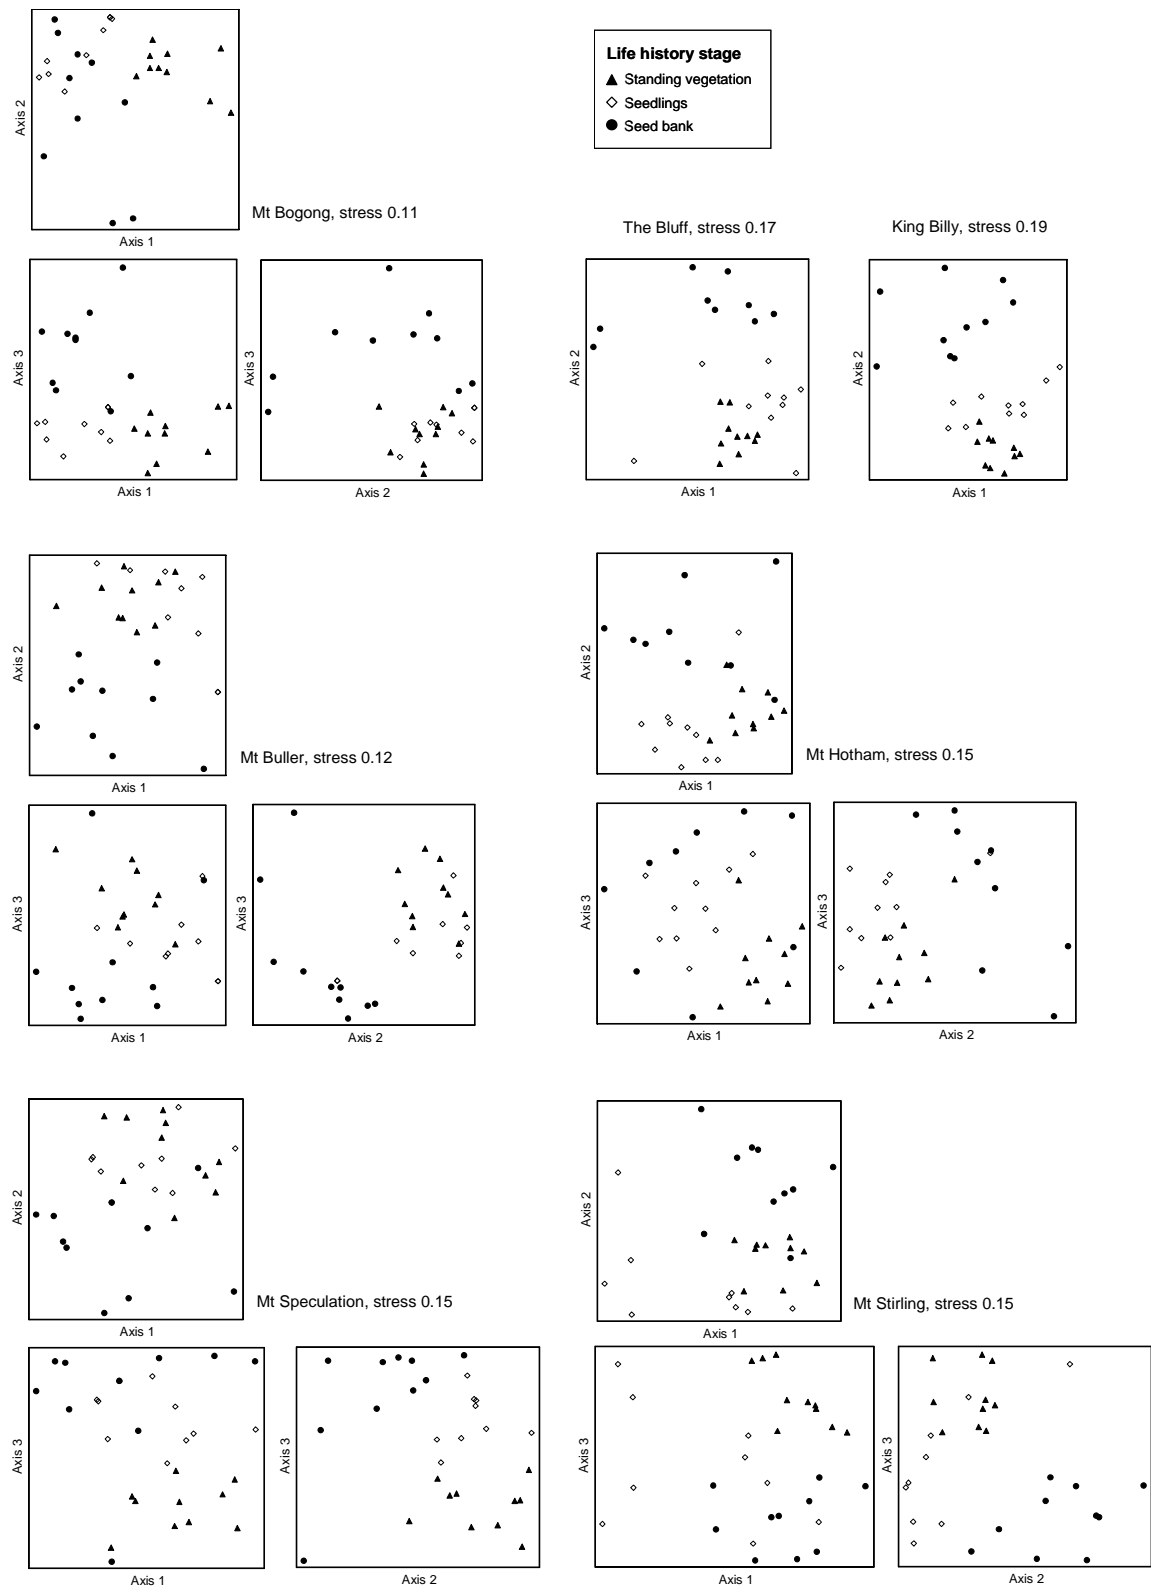 Life history stage
Standing vegetation
Seedlings
Seed bank
Axis 2
Mt Bogong, stress 0.11
Axis 1
The Bluff, stress 0.17
King Billy, stress 0.19
Axis 3
Axis 3
Axis 2
Axis 2
Axis 1
Axis 2
Axis 1
Axis 1
Axis 2
Mt Buller, stress 0.12
Axis 1
Axis 2
Mt Hotham, stress 0.15
Axis 1
Axis 3
Axis 3
Axis 3
Axis 3
Axis 1
Axis 2
Axis 1
Axis 2
Axis 2
Mt Speculation, stress 0.15
Axis 1
Axis 2
Mt Stirling, stress 0.15
Axis 1
Axis 3
Axis 3
Axis 3
Axis 3
Axis 1
Axis 2
Axis 1
Axis 2